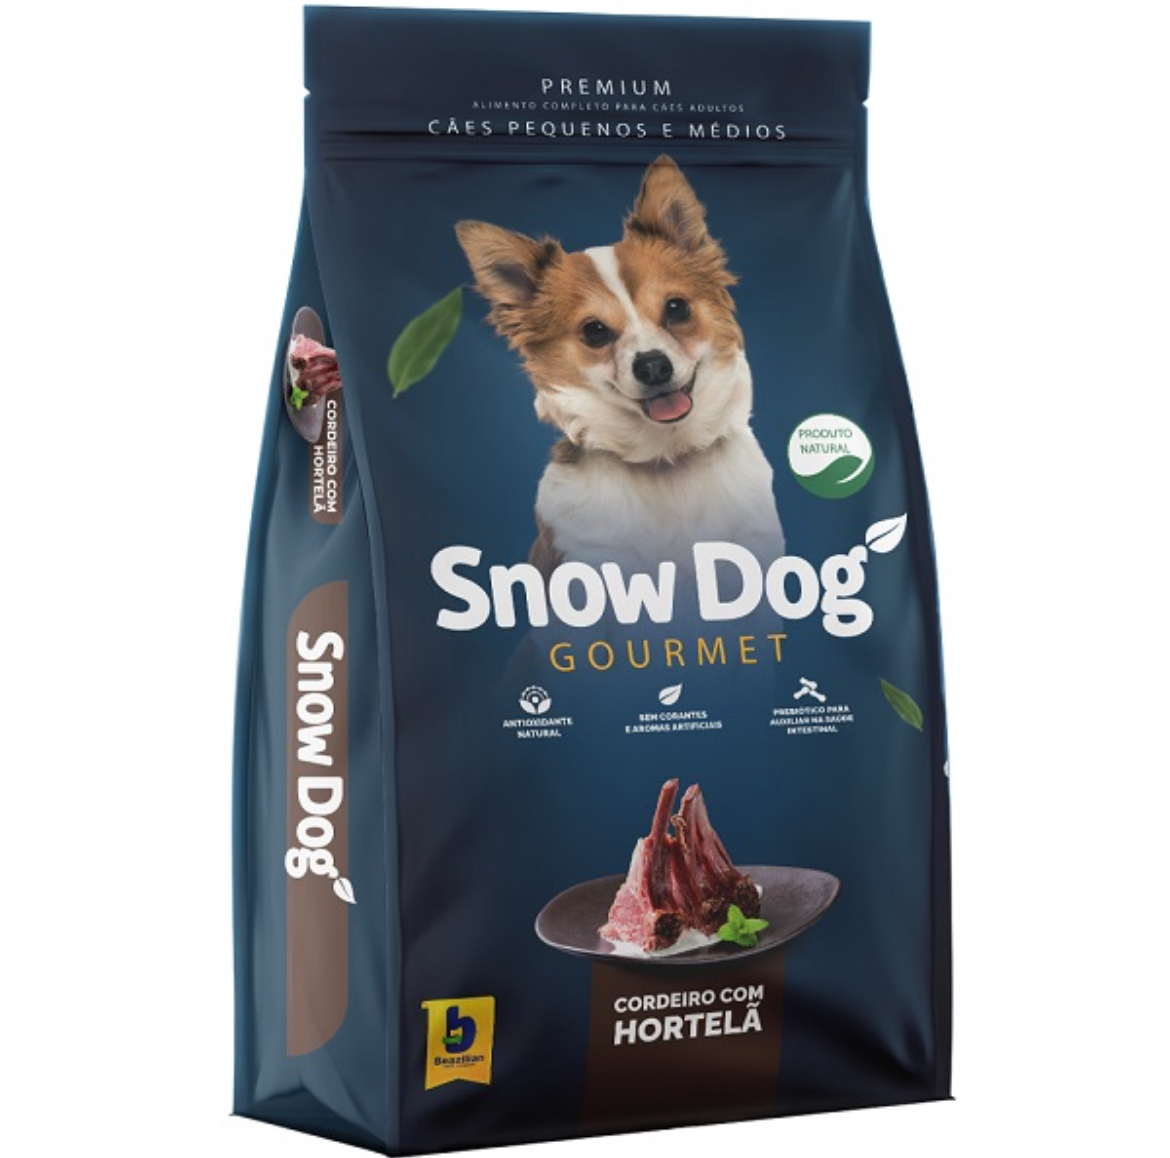 PREMIUM
ALIMENTO COMPLETO PARA CÃES ADULTOS
CÃES PEQUENOS E MÉDIOS
PRODUTO
NATURAL
Snow Dog
GOURMET
ANTIOXIDANTE
NATURAL
SEM CORANTES
E AROMAS ARTIFICIAIS
PREBIÓTICO PARA
AUXILIAR NA SAÚDE
INTESTINAL
CORDEIRO COM
HORTELÃ
b
Brazilian
CORDEIRO COM
HORTELÃ
Snow Dog